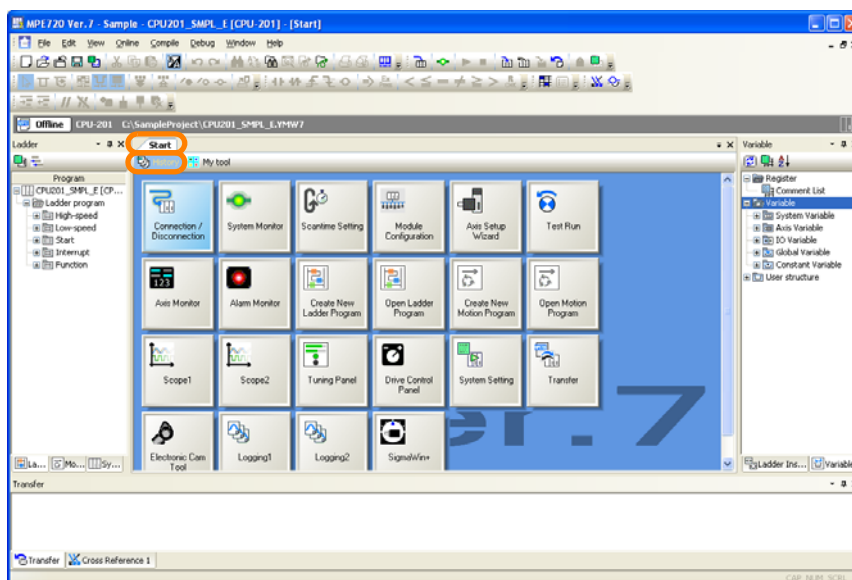 MPE720 Ver.7 - Sample - CPU201_SMPL_E [CPU-201] - [Start]
File Edit View Online Compile Debug Window Help
Offline CPU-201 C:\SampleProject\CPU201_SMPL_E.YMW7
Ladder
Start
Variable
History My tool
Program
CPU201_SMPL_E [CP...
Ladder program
High-speed
Low-speed
Start
Interrupt
Function
Connection / Disconnection
System Monitor
Scantime Setting
Module Configuration
Axis Setup Wizard
Test Run
123
Axis Monitor
Alarm Monitor
Create New Ladder Program
Open Ladder Program
Create New Motion Program
Open Motion Program
Scope1
Scope2
Tuning Panel
Drive Control Panel
System Setting
Transfer
Electronic Cam Tool
Logging1
Logging2
SigmaWin+
er.7
Register
Comment List
Variable
System Variable
Axis Variable
IO Variable
Global Variable
Constant Variable
User structure
La... Mo... Sy...
Ladder Ins... Variable
Transfer
Transfer Cross Reference 1
CAP NUM SCRL